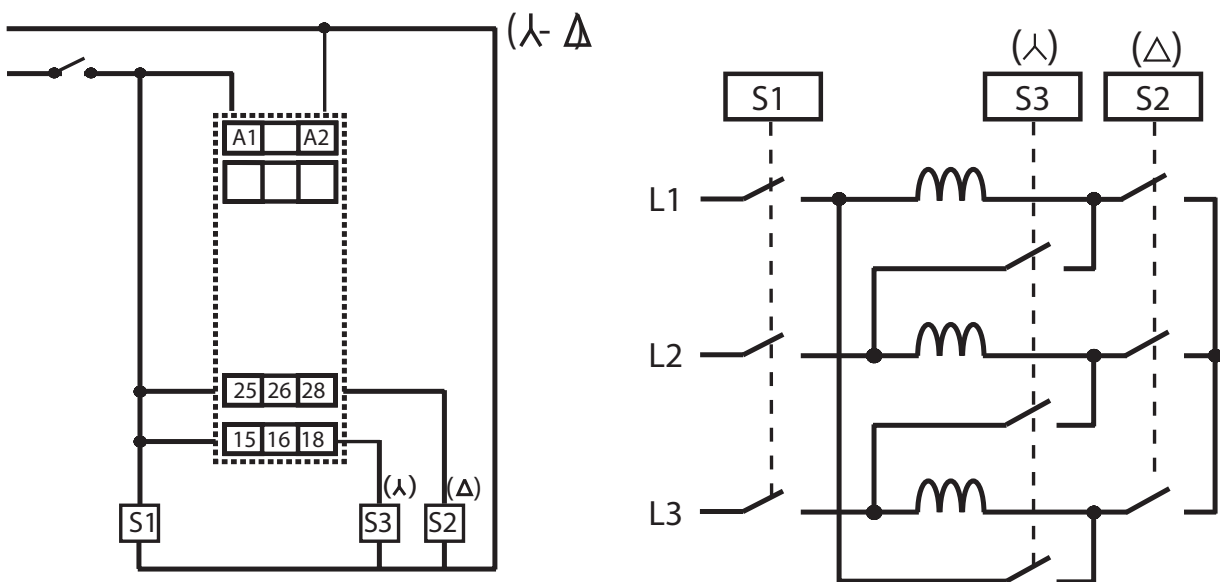 (⅄- Δ)
A1 A2
25 26 28
15 16 18
(⅄) (Δ)
S1 S3 S2
(⅄) (△)
S1 S3 S2
L1
L2
L3